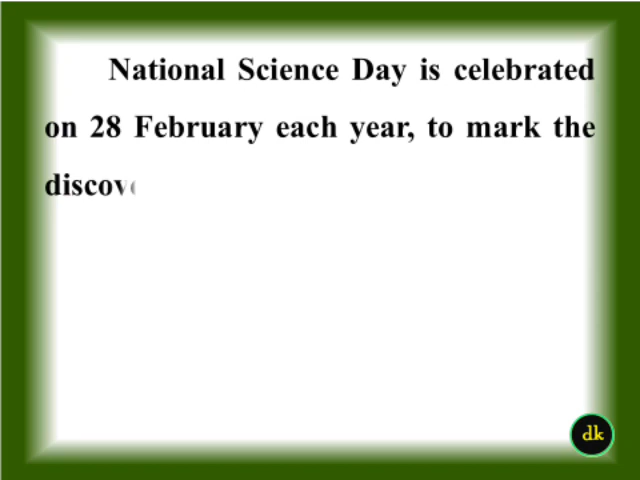 National Science Day is celebrated
on 28 February each year, to mark the
discov
dk